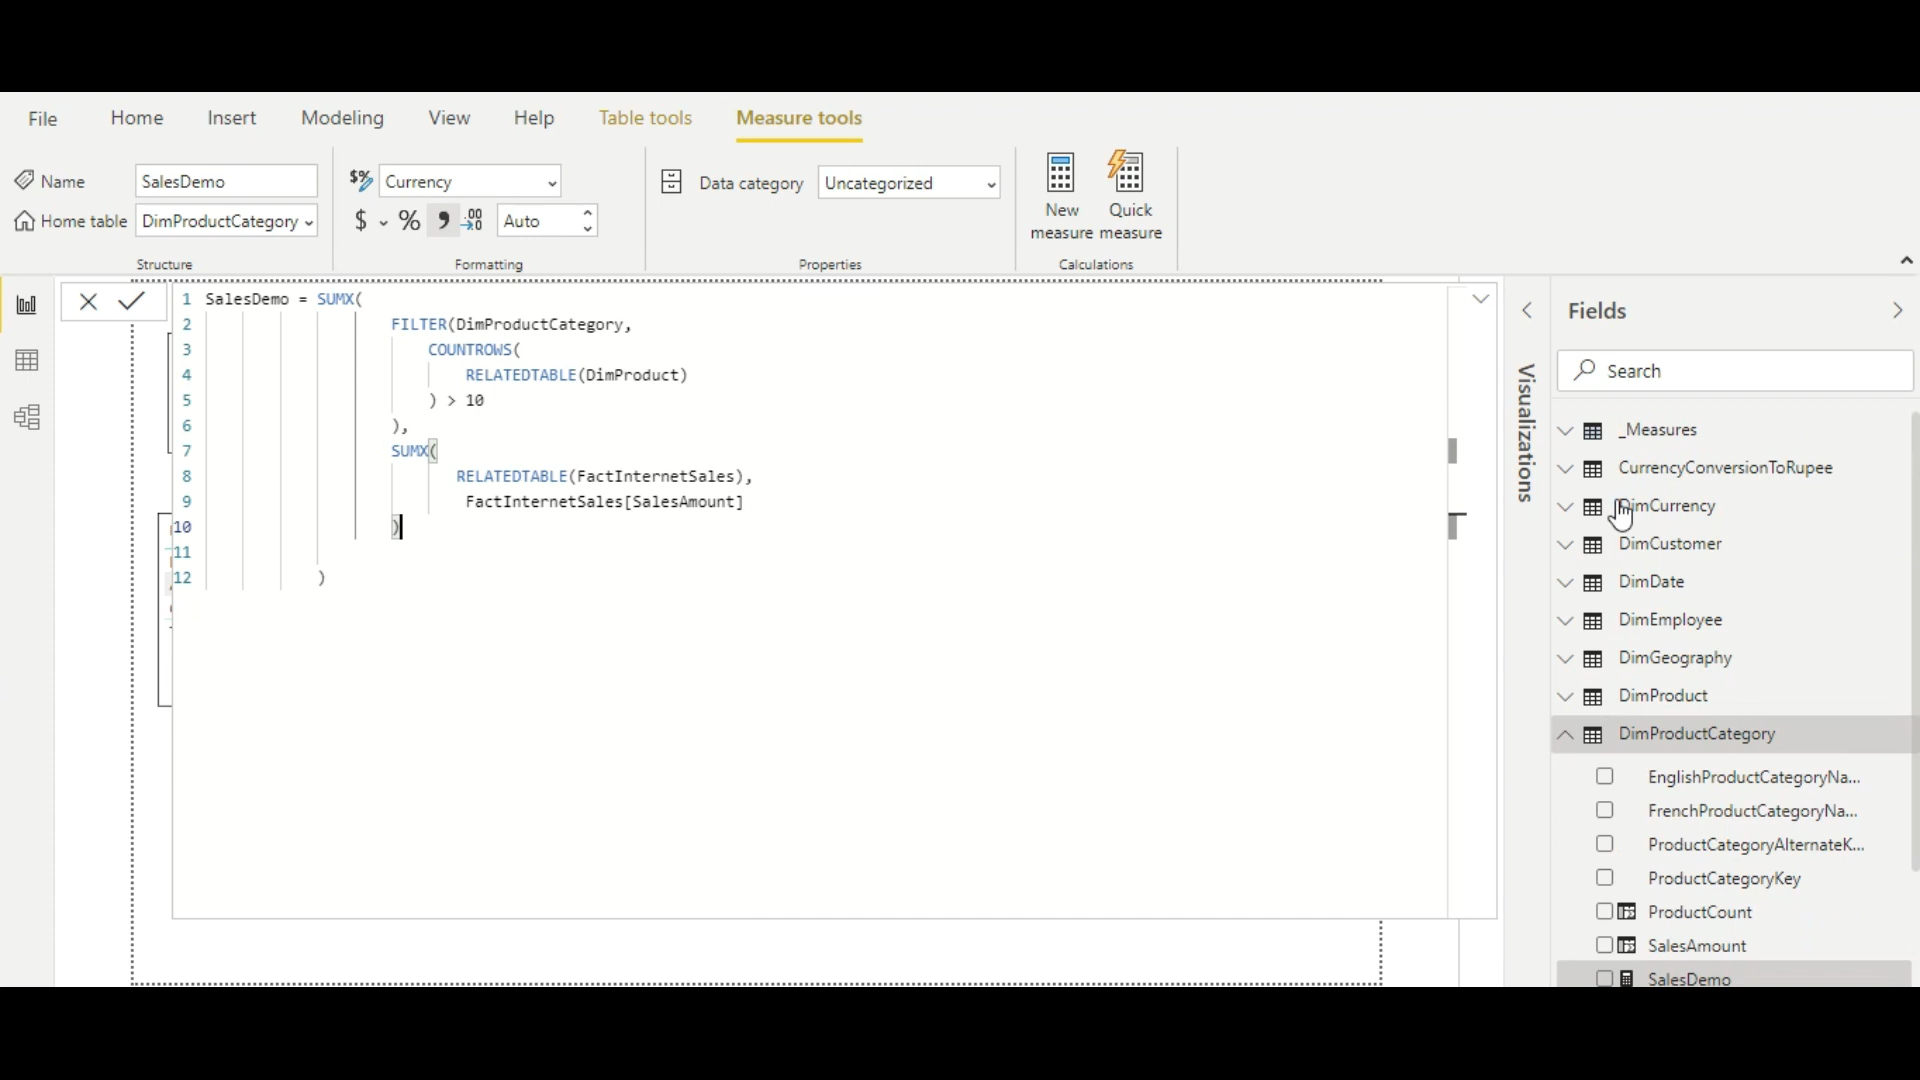 File Home Insert Modeling View Help Table tools Measure tools
Name SalesDemo $% Currency Data category Uncategorized
Home table DimProductCategory $ % , .00 →.0 Auto
New measure
Quick measure
Structure Formatting Properties Calculations
1 SalesDemo = SUMX(
2 FILTER(DimProductCategory,
3 COUNTROWS(
4 RELATEDTABLE(DimProduct)
5 ) > 10
6 ),
7 SUMX(
8 RELATEDTABLE(FactInternetSales),
9 FactInternetSales[SalesAmount]
10 )
11
12 )
Visualizations
Fields
Search
_Measures
CurrencyConversionToRupee
DimCurrency
DimCustomer
DimDate
DimEmployee
DimGeography
DimProduct
DimProductCategory
EnglishProductCategoryNa...
FrenchProductCategoryNa...
ProductCategoryAlternateK...
ProductCategoryKey
ProductCount
SalesAmount
SalesDemo